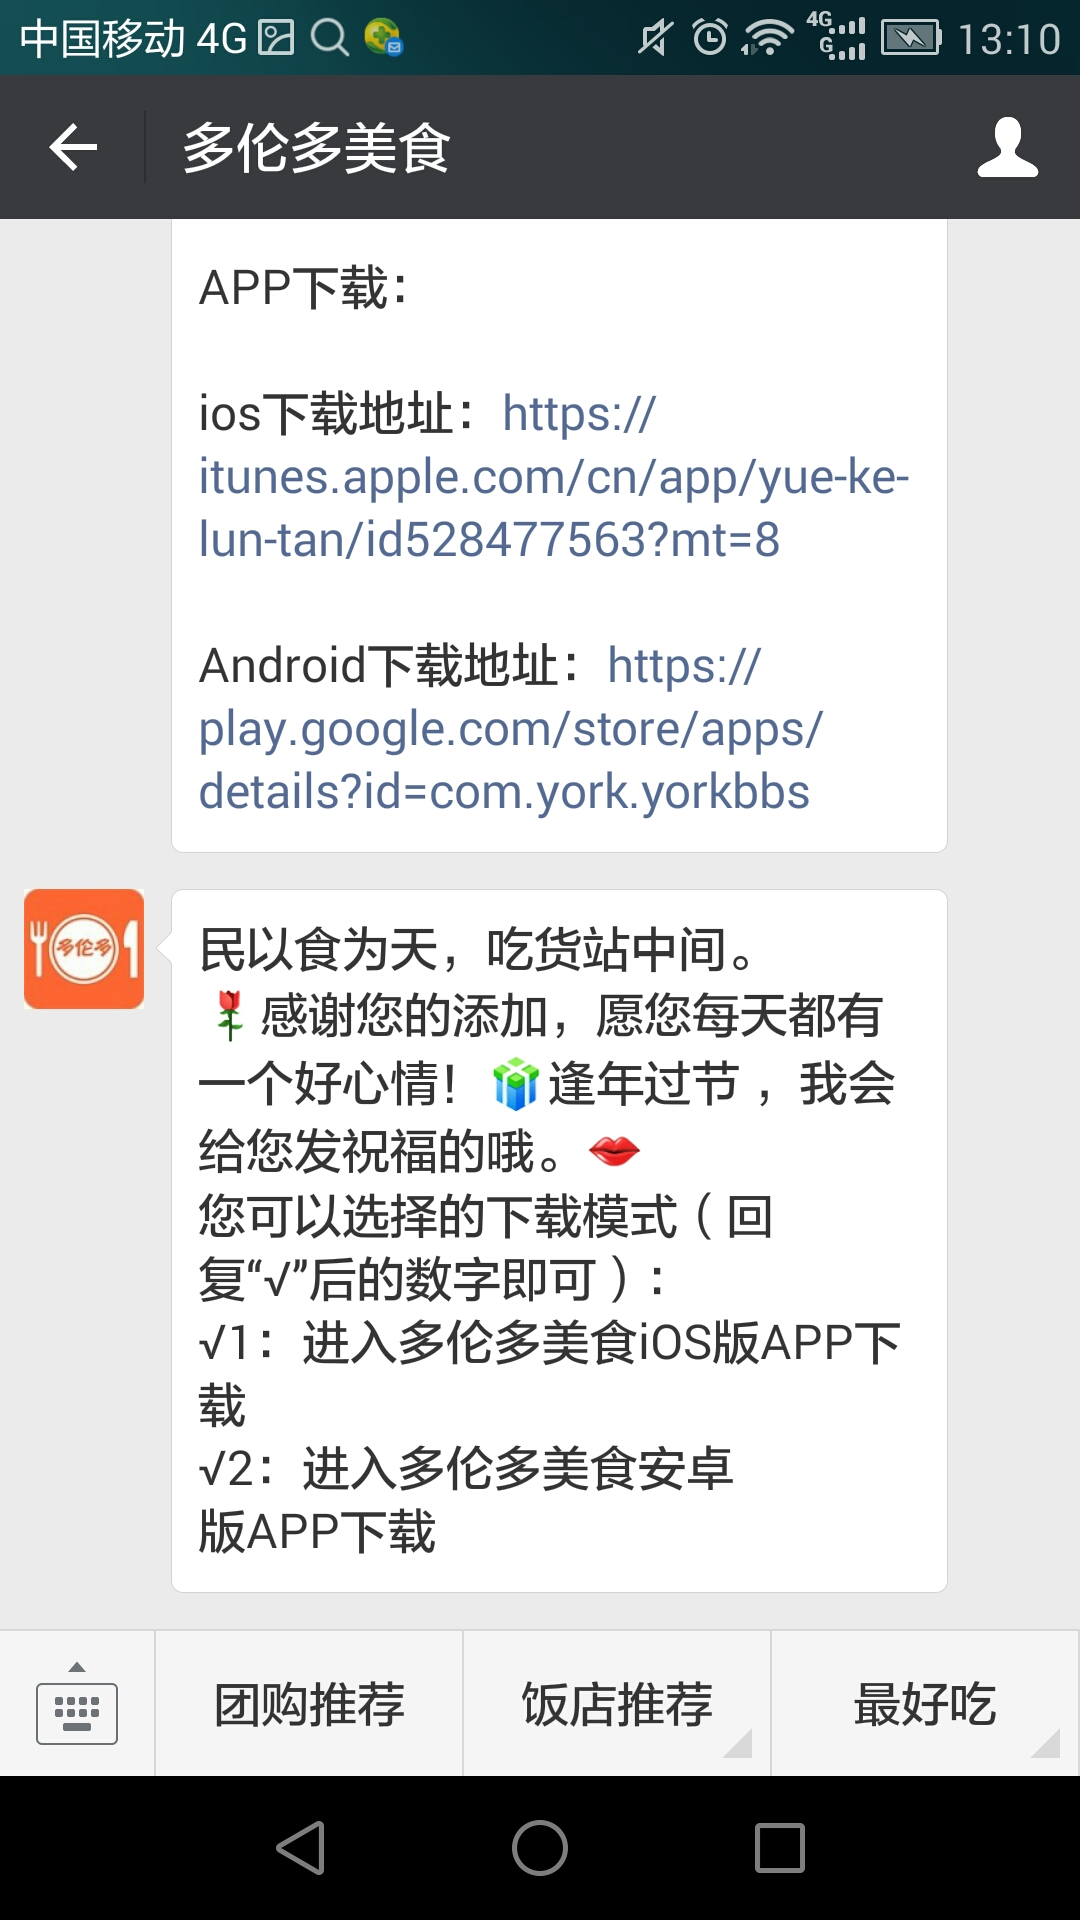 中国移动 4G
4G
G
13:10
多伦多美食
APP下载：
ios下载地址：https://
itunes.apple.com/cn/app/yue-ke-
lun-tan/id528477563?mt=8
Android下载地址：https://
play.google.com/store/apps/
details?id=com.york.yorkbbs
多伦多
民以食为天，吃货站中间。
🌹感谢您的添加，愿您每天都有
一个好心情！🎁逢年过节 ，我会
给您发祝福的哦。💋
您可以选择的下载模式（回
复“√”后的数字即可）：
√1：进入多伦多美食iOS版APP下
载
√2：进入多伦多美食安卓
版APP下载
团购推荐
饭店推荐
最好吃